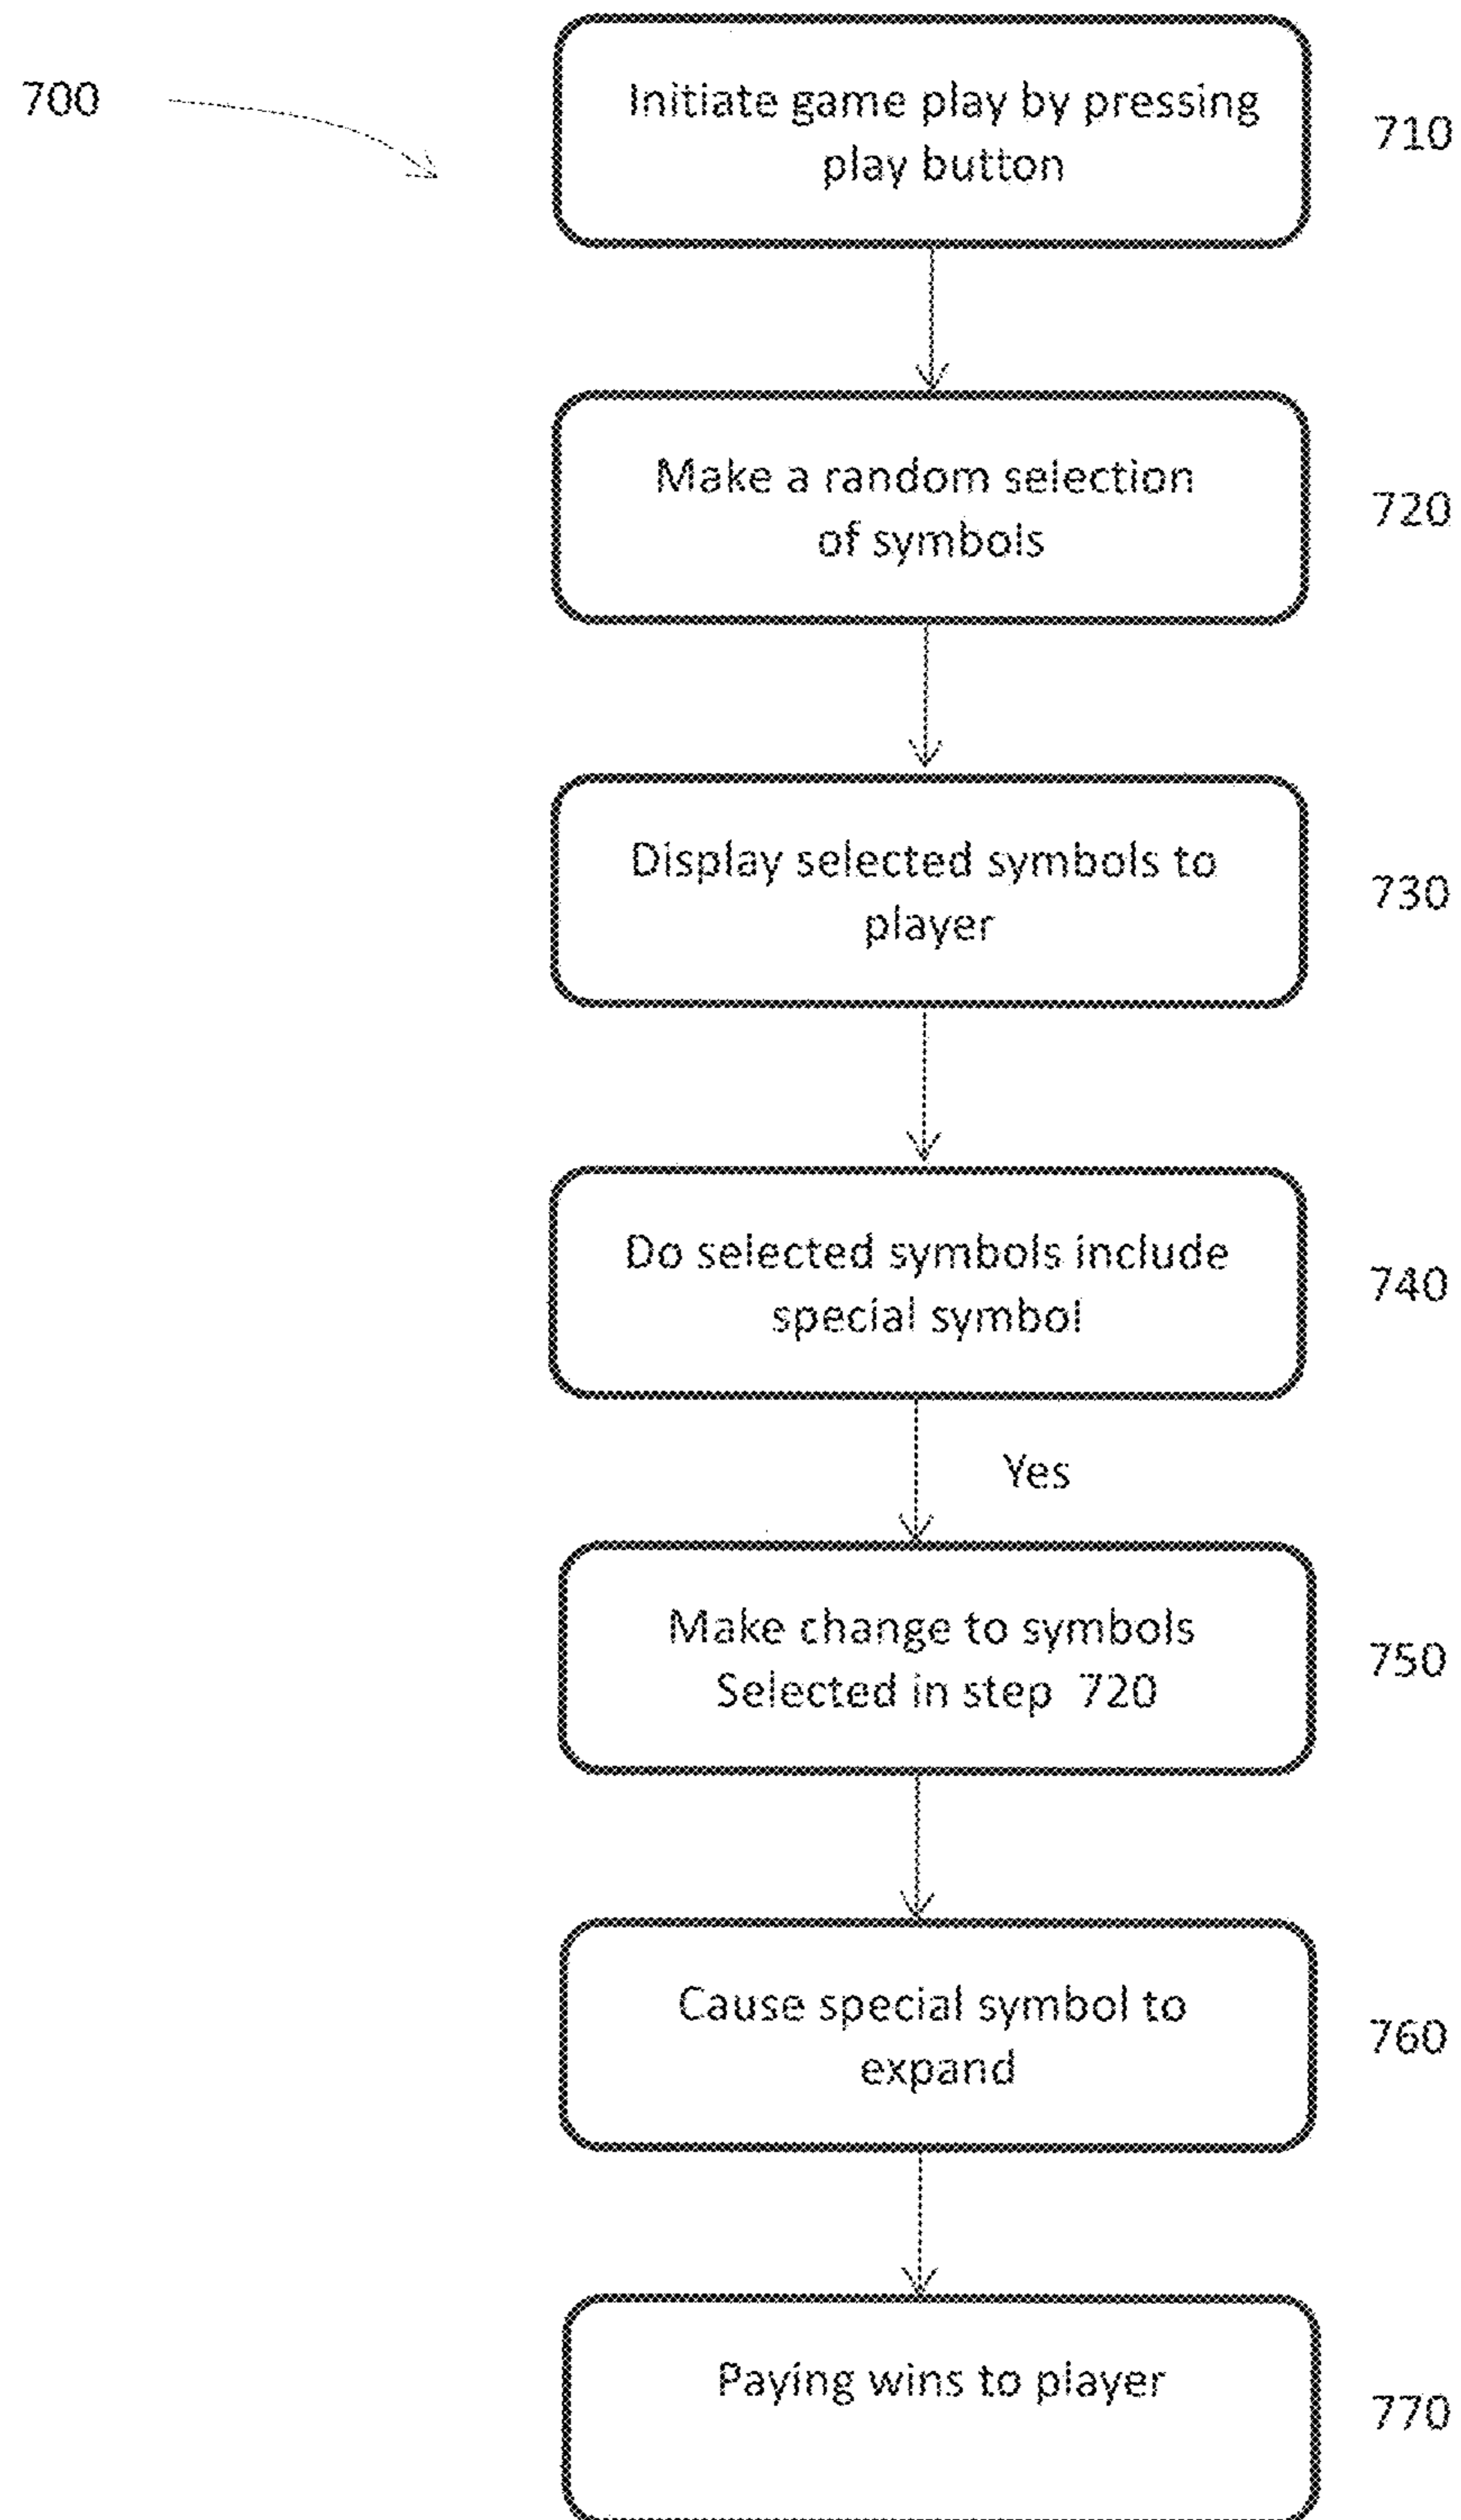 700
Initiate game play by pressing
play button
710
Make a random selection
of symbols
720
Display selected symbols to
player
730
Do selected symbols include
special symbol
740
Yes
Make change to symbols
Selected in step 720
750
Cause special symbol to
expand
760
Paying wins to player
770